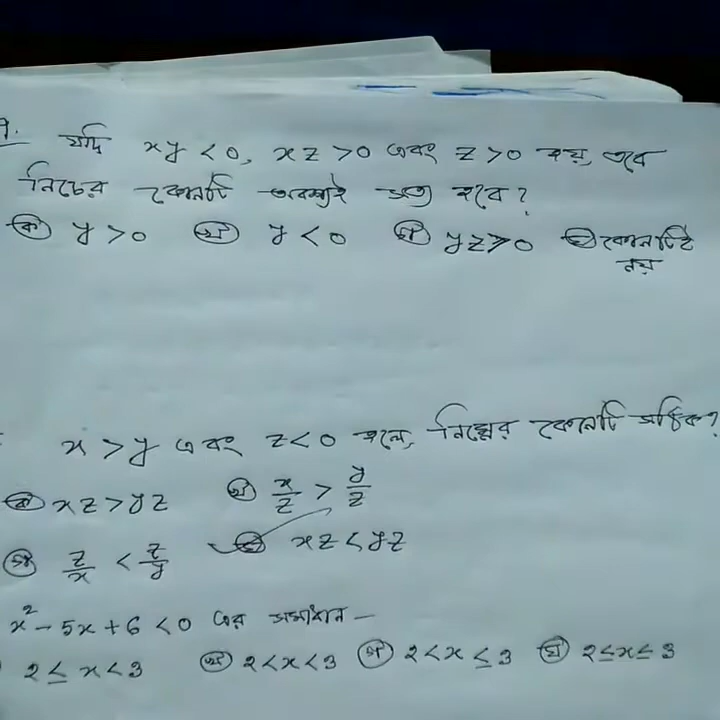 ৭. যদি xy < 0, xz > 0 এবং z > 0 হয়, তবে
নিচের কোনটি অবশ্যই সত্য হবে?
(ক) y > 0 (খ) y < 0 (গ) yz > 0 (ঘ) কোনটিই
নয়
x > y এবং z < 0 হলে, নিম্নের কোনটি সঠিক?
(ক) xz > yz (খ) x/z > y/z
(গ) z/x < z/y (ঘ) xz < yz
x² - 5x + 6 < 0 এর সমাধান —
2 ≤ x < 3 (খ) 2 < x < 3 (গ) 2 < x ≤ 3 (ঘ) 2 ≤ x ≤ 3